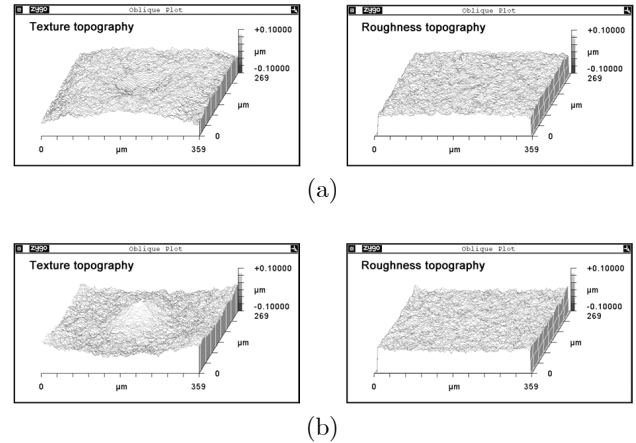 zygo Oblique Plot
Texture topography
+0.10000
µm
-0.10000
269
µm
0
0 µm 359
zygo Oblique Plot
Roughness topography
+0.10000
µm
-0.10000
269
µm
0
0 µm 359
(a)
zygo Oblique Plot
Texture topography
+0.10000
µm
-0.10000
269
µm
0
0 µm 359
zygo Oblique Plot
Roughness topography
+0.10000
µm
-0.10000
269
µm
0
0 µm 359
(b)